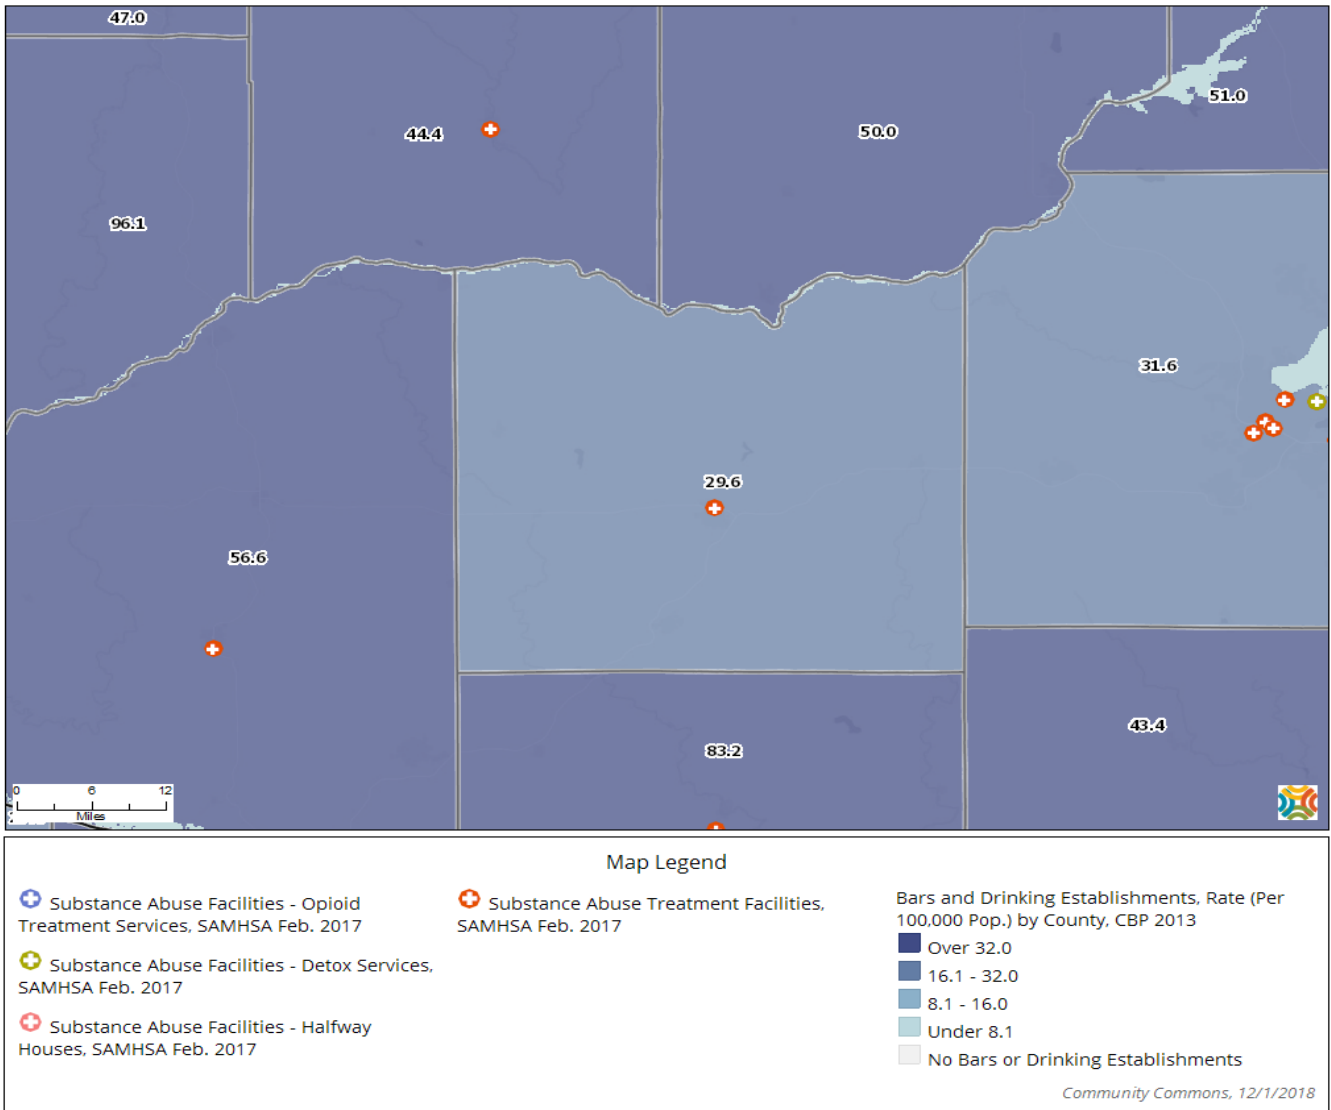 47.0
51.0
44.4
50.0
96.1
31.6
29.6
56.6
83.2
43.4
0 6 12
Miles
Map Legend
Substance Abuse Facilities - Opioid
Treatment Services, SAMHSA Feb. 2017
Substance Abuse Facilities - Detox Services,
SAMHSA Feb. 2017
Substance Abuse Facilities - Halfway
Houses, SAMHSA Feb. 2017
Substance Abuse Treatment Facilities,
SAMHSA Feb. 2017
Bars and Drinking Establishments, Rate (Per
100,000 Pop.) by County, CBP 2013
Over 32.0
16.1 - 32.0
8.1 - 16.0
Under 8.1
No Bars or Drinking Establishments
Community Commons, 12/1/2018